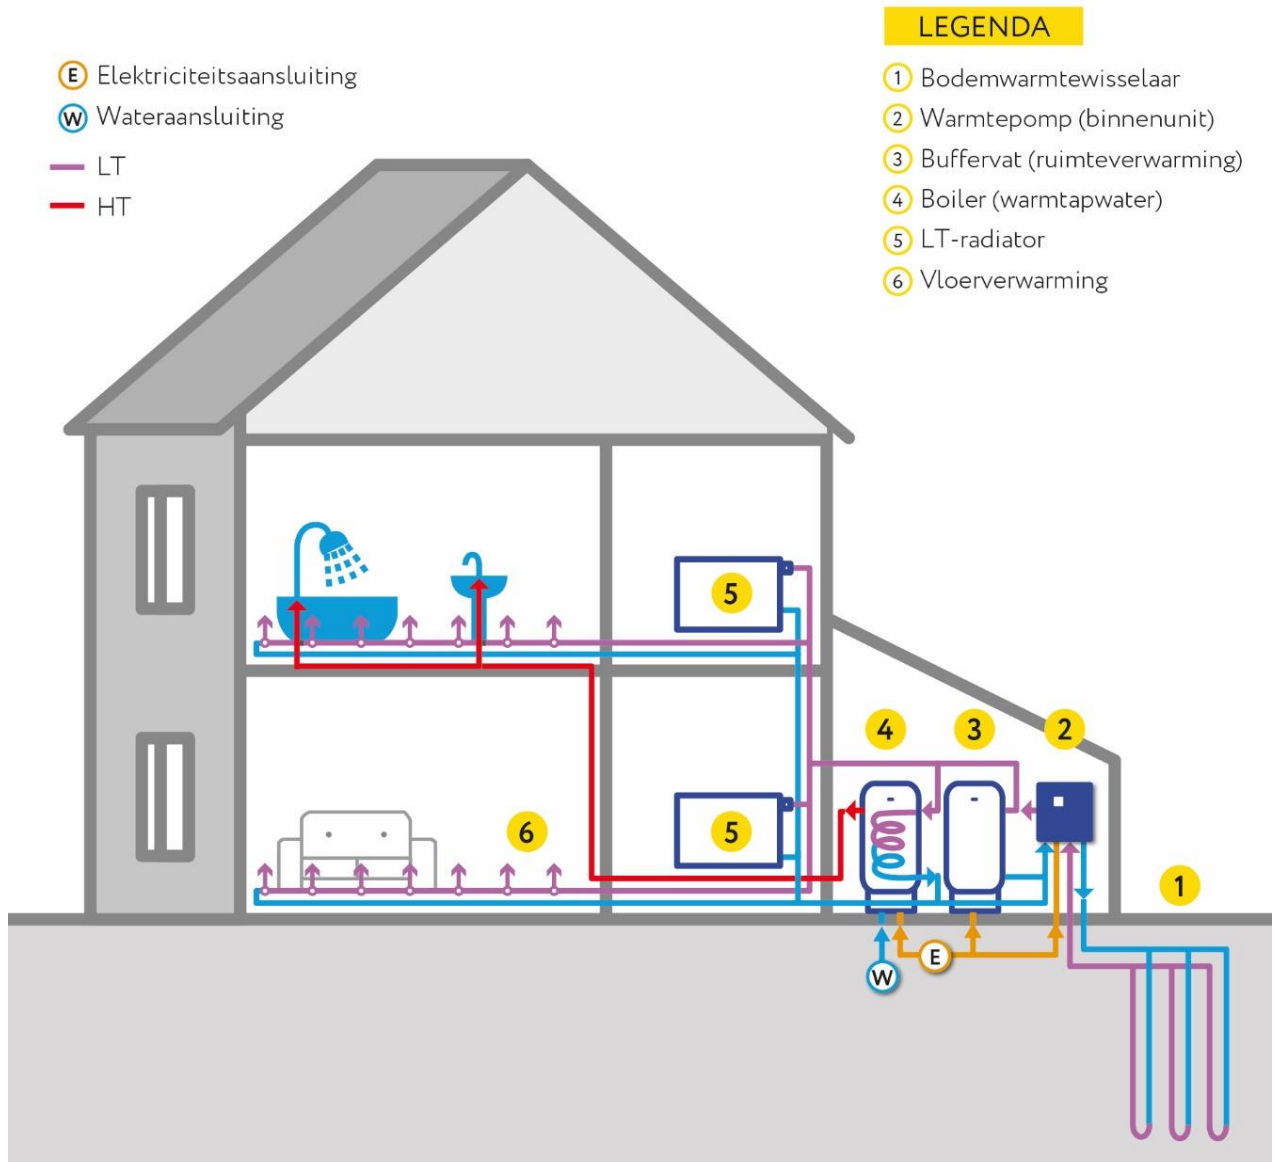 LEGENDA
E Elektriciteitsaansluiting
W Wateraansluiting
LT
HT
1 Bodemwarmtewisselaar
2 Warmtepomp (binnenunit)
3 Buffervat (ruimteverwarming)
4 Boiler (warmtapwater)
5 LT-radiator
6 Vloerverwarming
5
4
3
2
6
5
1
E
W